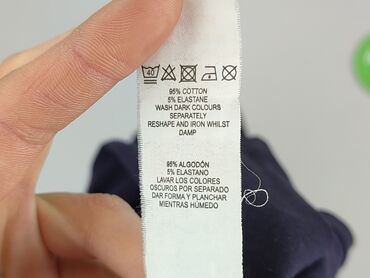 40
95% COTTON
5% ELASTANE
WASH DARK COLOURS
SEPARATELY
RESHAPE AND IRON WHILST
DAMP
95% ALGODÓN
5% ELASTANO
LAVAR LOS COLORES
OSCUROS POR SEPARADO
DAR FORMA Y PLANCHAR
MIENTRAS HÚMEDO